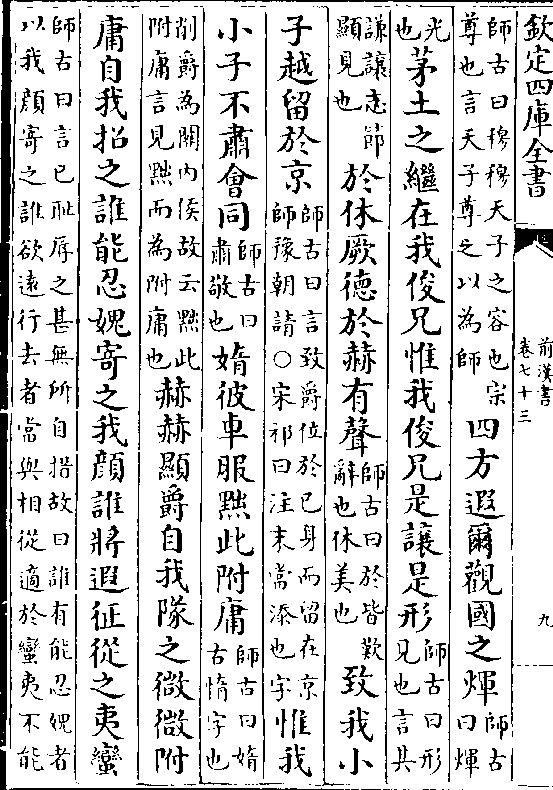 欽定四庫全書
前漢書
卷七十三
九
師古曰穆穆天子之容也宗
尊也言天子尊之以為師
四方遐爾觀國之煇
師古
曰煇
光
也
茅土之繼在我俊兄惟我俊兄是讓是形
師古曰形
見也言其
謙讓志節
顯見也
於休厥德於赫有聲
師古曰於皆歎
辭也休美也
致我小
子越留於京
師古曰言致爵位於已身而留在京
師豫朝請○宋祁曰注末當添也字
惟我
小子不肅會同
師古曰
肅敬也
媠彼車服黜此附庸
師古曰媠
古惰字也
削爵為關內侯故云黜此
附庸言見黜而為附庸也
赫赫顯爵自我隊之微微附
庸自我招之誰能忍媿寄之我顔誰將遐征從之夷蠻
師古曰言已恥辱之甚無所自措故曰誰有能忍媿者
以我顔寄之誰欲遠行去者當與相從適於蠻夷不能